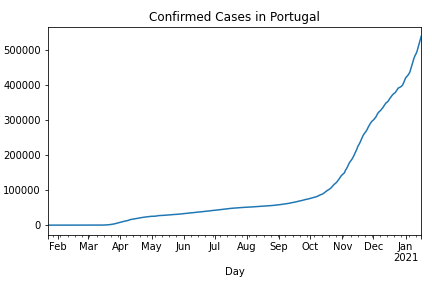 Confirmed Cases in Portugal
500000
400000
300000
200000
100000
0
Feb Mar Apr May Jun Jul Aug Sep Oct Nov Dec Jan
2021
Day